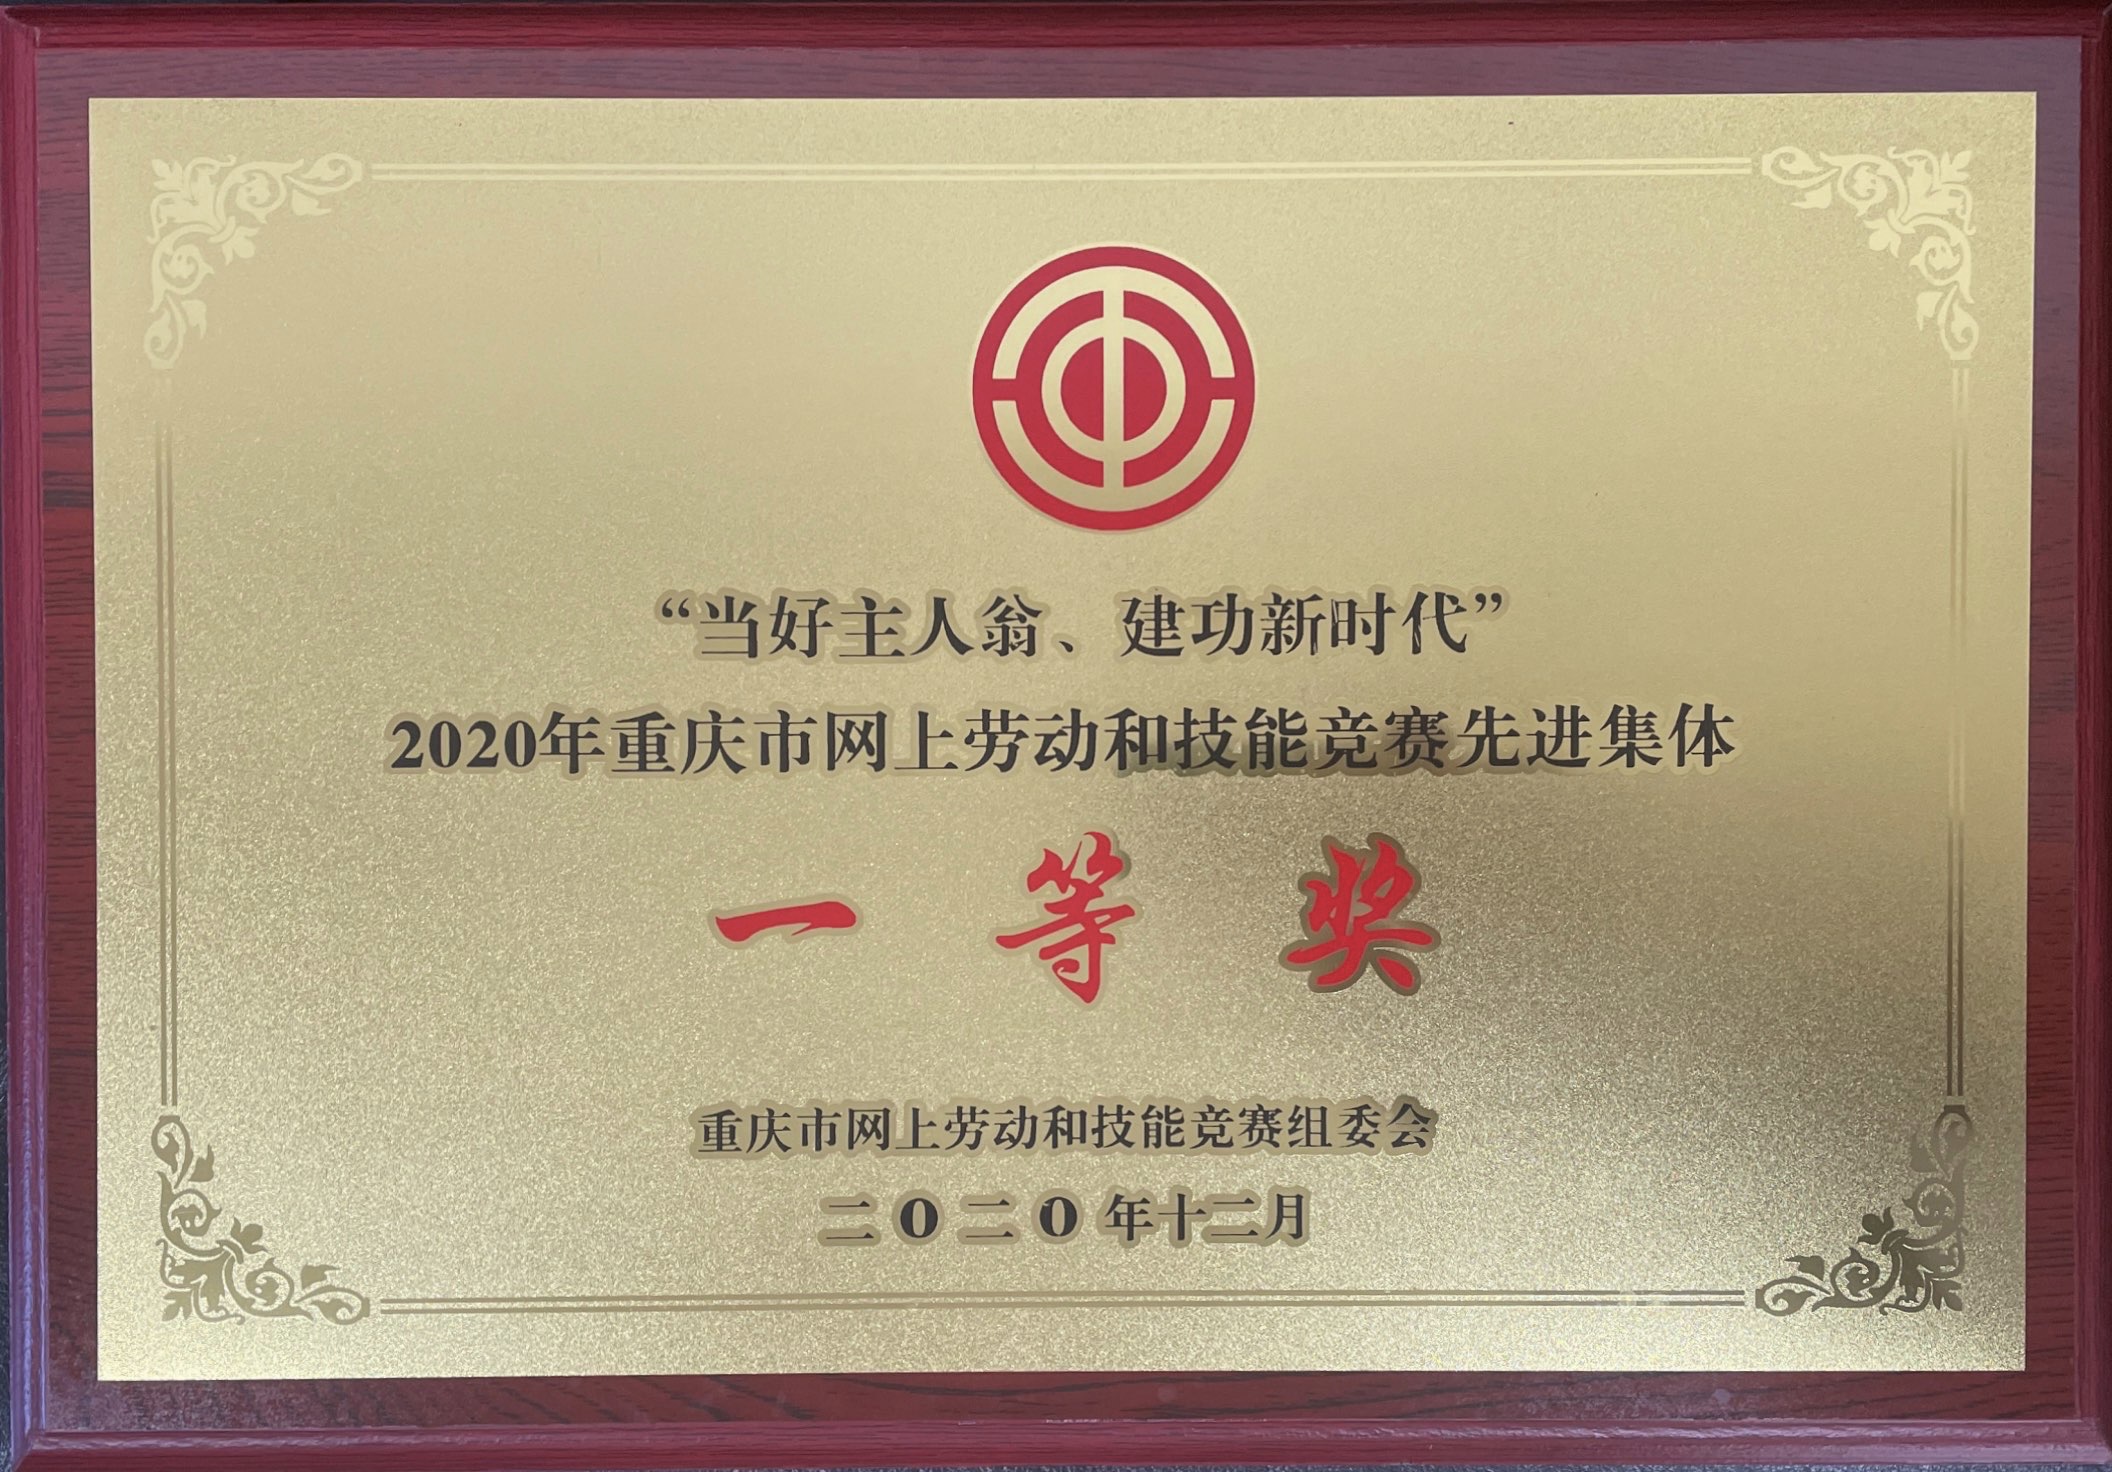 “当好主人翁、建功新时代”
2020年重庆市网上劳动和技能竞赛先进集体
一等奖
重庆市网上劳动和技能竞赛组委会
二0二0年十二月